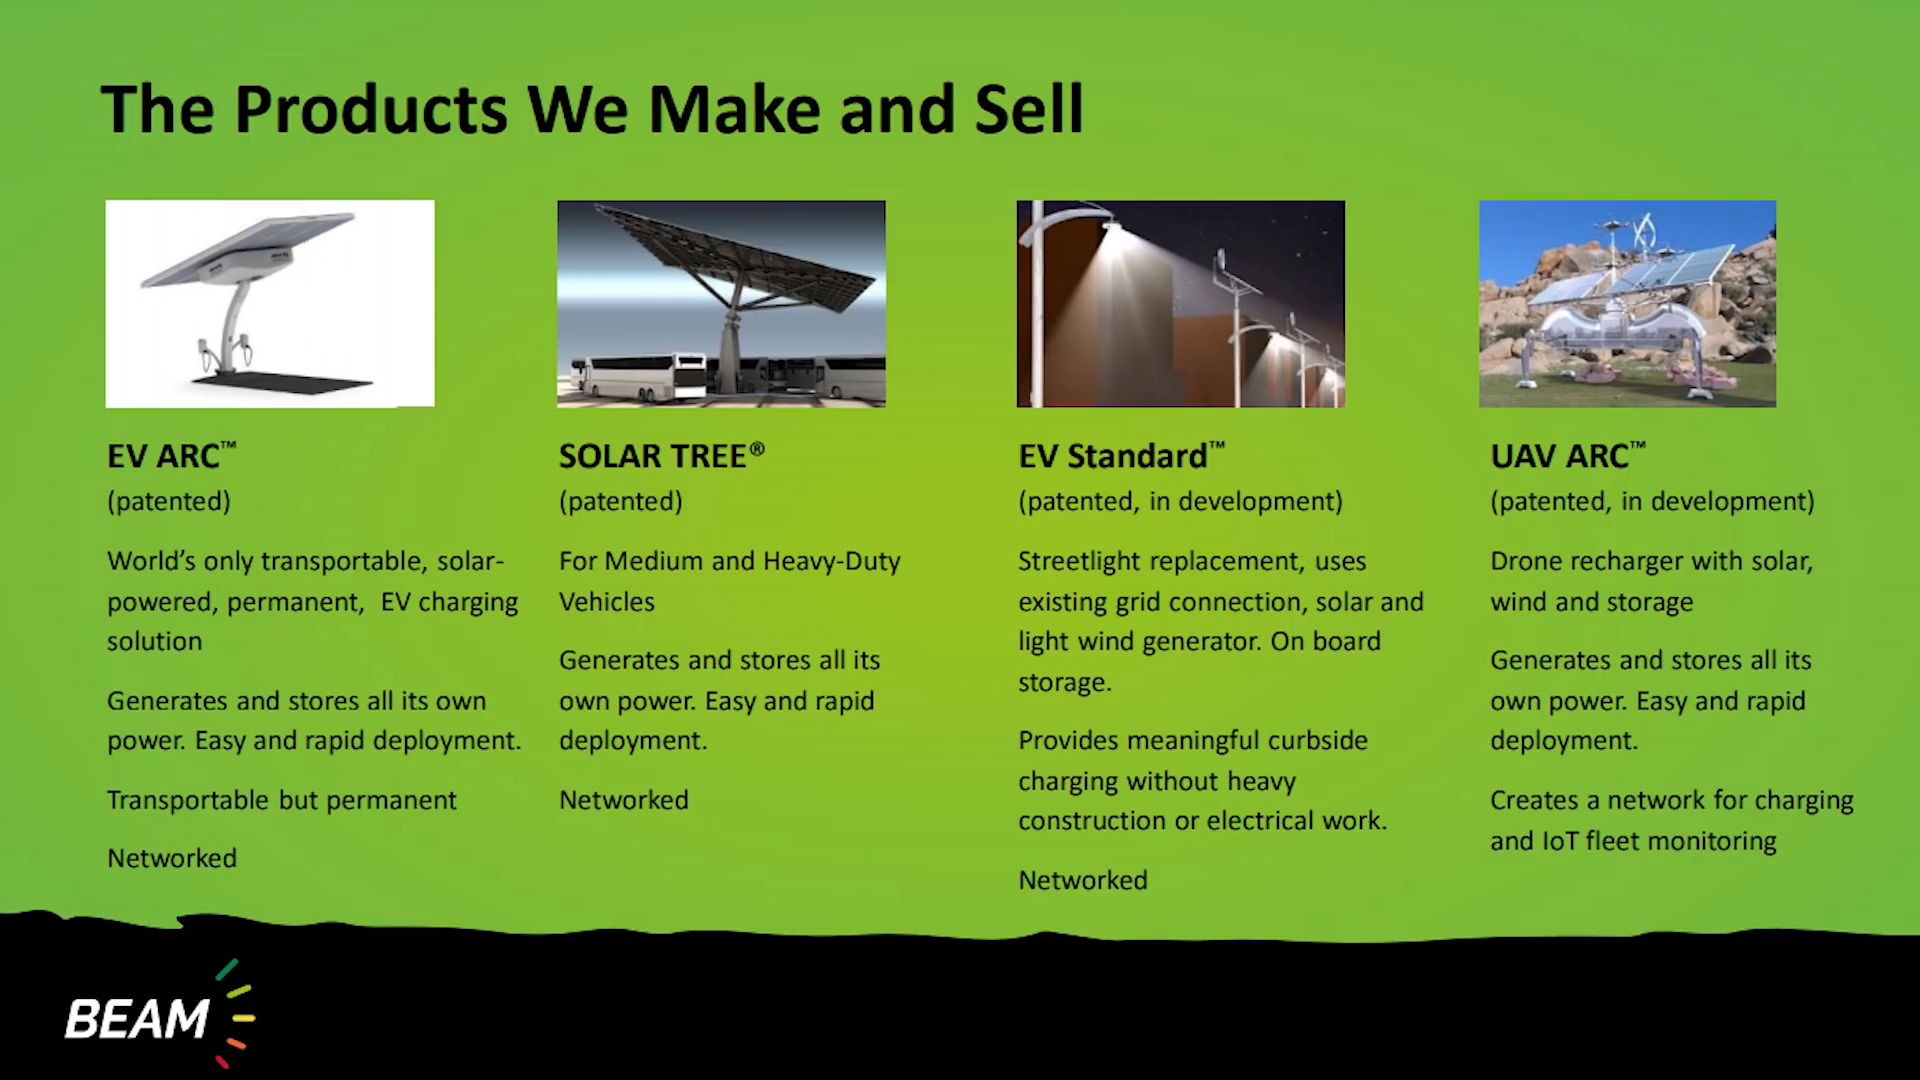 The Products We Make and Sell
EV ARC™
(patented)
World’s only transportable, solar-
powered, permanent,  EV charging
solution
Generates and stores all its own
power. Easy and rapid deployment.
Transportable but permanent
Networked
SOLAR TREE®
(patented)
For Medium and Heavy-Duty
Vehicles
Generates and stores all its
own power. Easy and rapid
deployment.
Networked
EV Standard™
(patented, in development)
Streetlight replacement, uses
existing grid connection, solar and
light wind generator. On board
storage.
Provides meaningful curbside
charging without heavy
construction or electrical work.
Networked
UAV ARC™
(patented, in development)
Drone recharger with solar,
wind and storage
Generates and stores all its
own power. Easy and rapid
deployment.
Creates a network for charging
and IoT fleet monitoring
BEAM